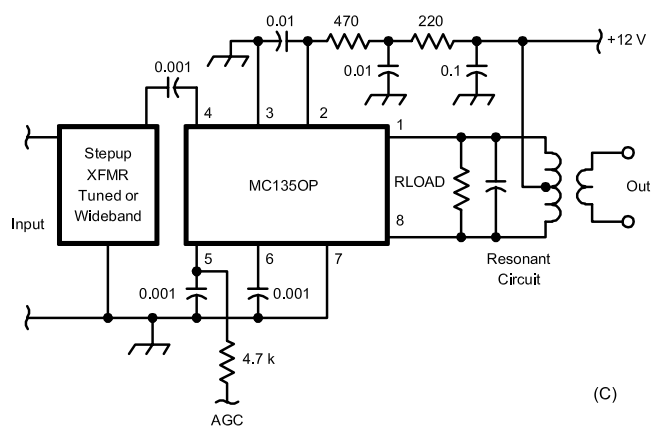 0.01
470
220
+12 V
0.001
0.01
0.1
4
3
2
1
Stepup
XFMR
Tuned or
Wideband
MC135OP
RLOAD
Out
Input
8
5
6
7
Resonant
Circuit
0.001
0.001
4.7 k
(C)
AGC